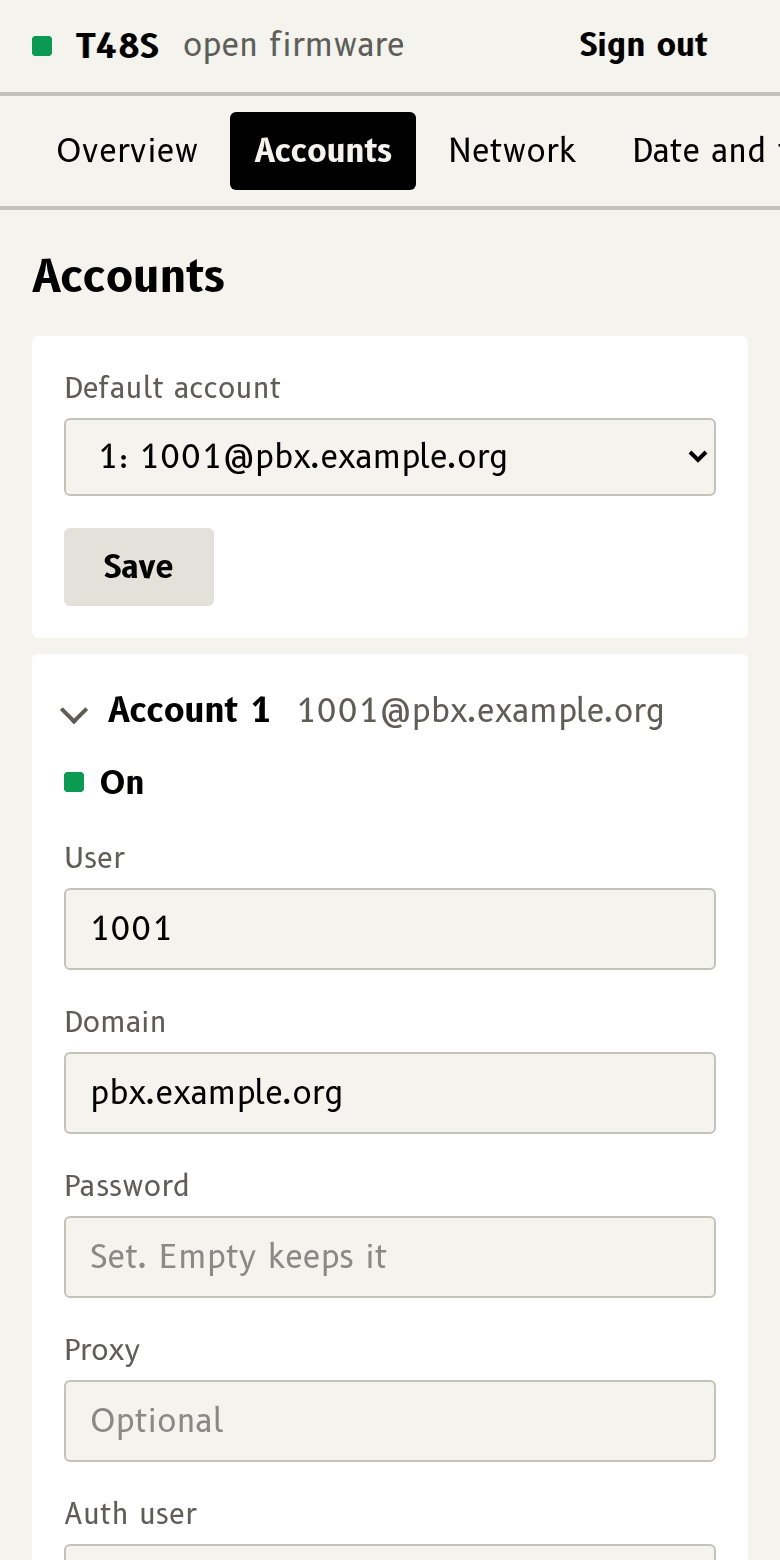 T48S open firmware Sign out
Overview Accounts Network Date and
Accounts
Default account
1: 1001@pbx.example.org
Save
Account 1 1001@pbx.example.org
On
User
1001
Domain
pbx.example.org
Password
Set. Empty keeps it
Proxy
Optional
Auth user